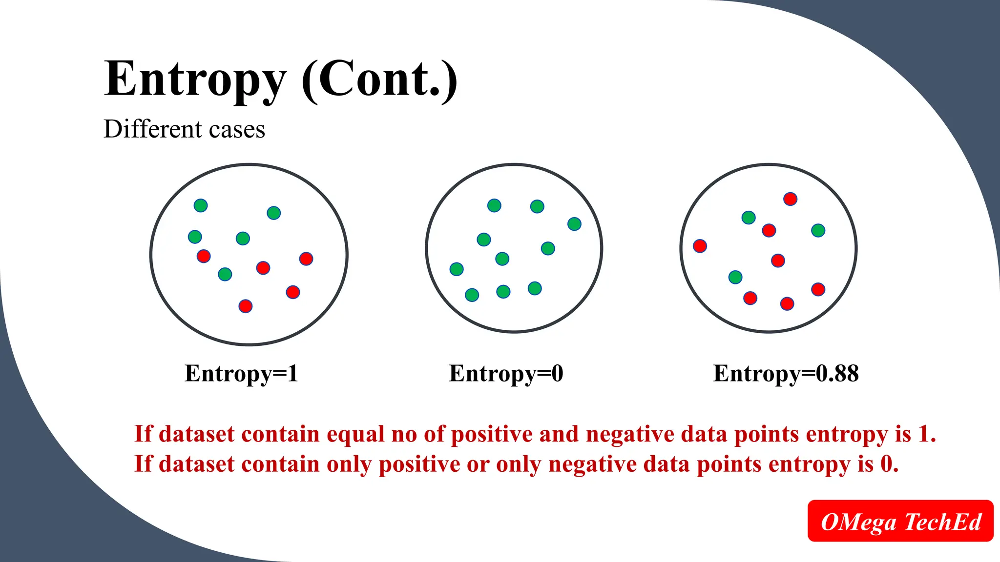 Entropy (Cont.)
Different cases
Entropy=1
Entropy=0
Entropy=0.88
If dataset contain equal no of positive and negative data points entropy is 1.
If dataset contain only positive or only negative data points entropy is 0.
OMega TechEd